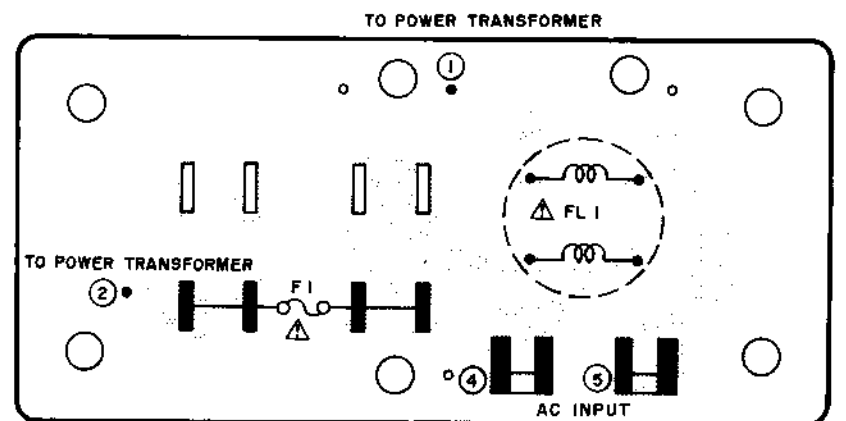 TO POWER TRANSFORMER
1
FL 1
TO POWER TRANSFORMER
2
F1
4
5
AC INPUT